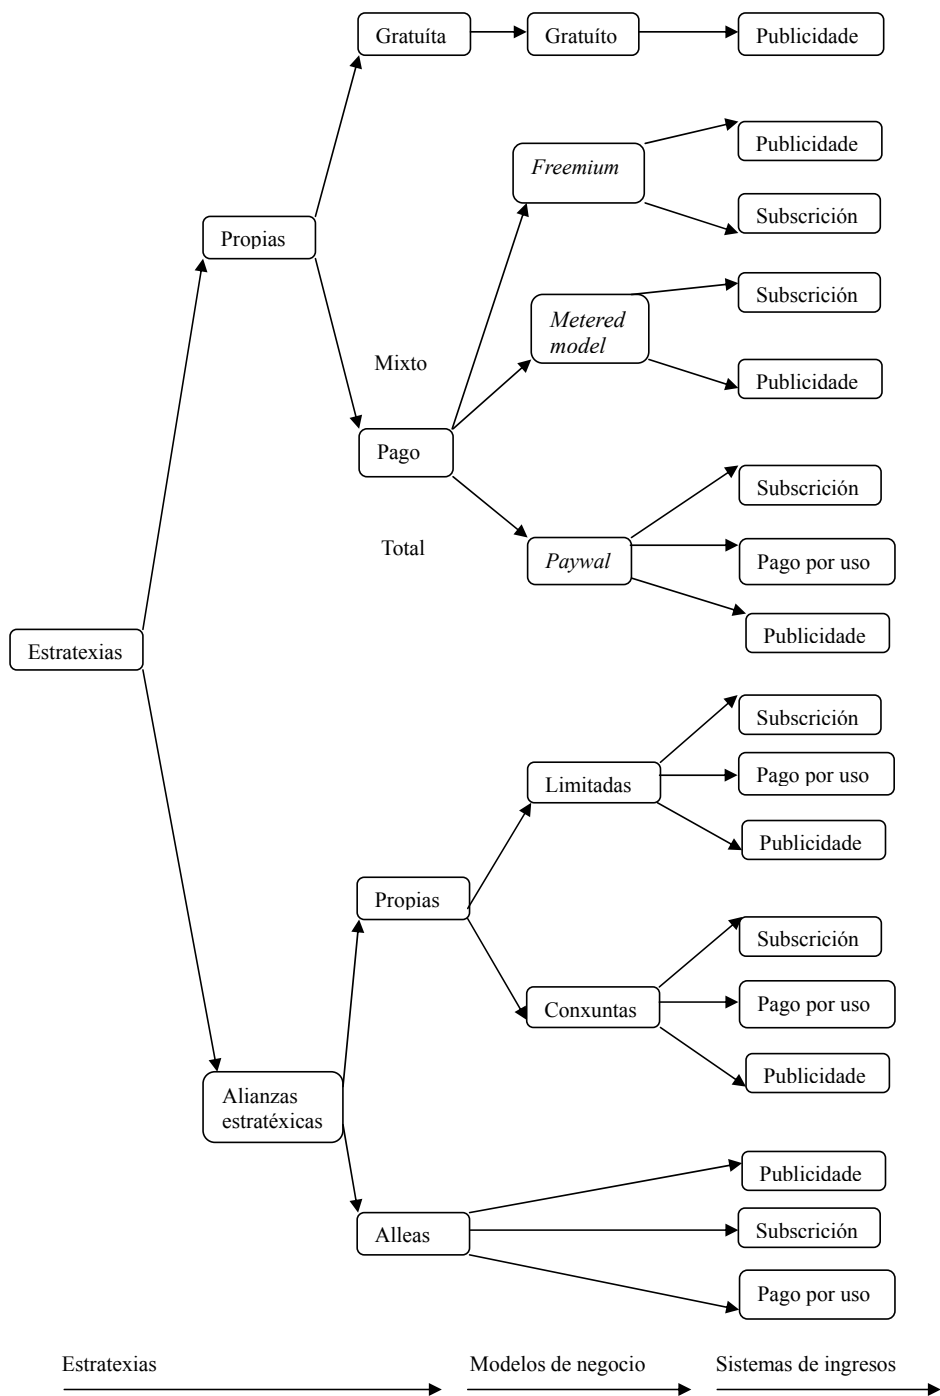 Gratuíta
Gratuíto
Publicidade
Publicidade
Freemium
Subscrición
Propias
Subscrición
Metered
model
Mixto
Publicidade
Pago
Subscrición
Total
Paywal
Pago por uso
Publicidade
Estratexias
Subscrición
Limitadas
Pago por uso
Publicidade
Propias
Subscrición
Conxuntas
Pago por uso
Publicidade
Alianzas
estratéxicas
Publicidade
Alleas
Subscrición
Pago por uso
Estratexias
Modelos de negocio
Sistemas de ingresos